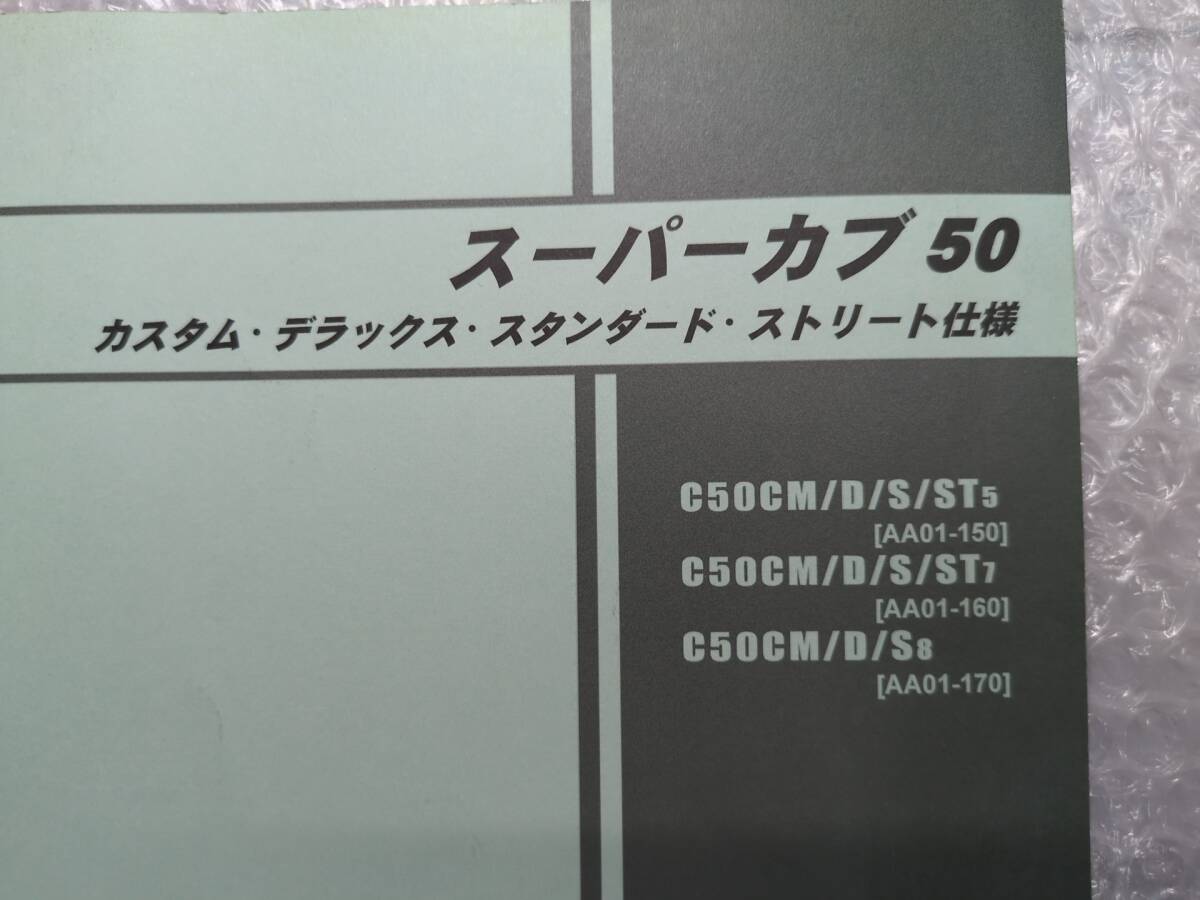 スーパーカブ 50
カスタム・デラックス・スタンダード・ストリート仕様
C50CM/D/S/ST5
[AA01-150]
C50CM/D/S/ST7
[AA01-160]
C50CM/D/S8
[AA01-170]